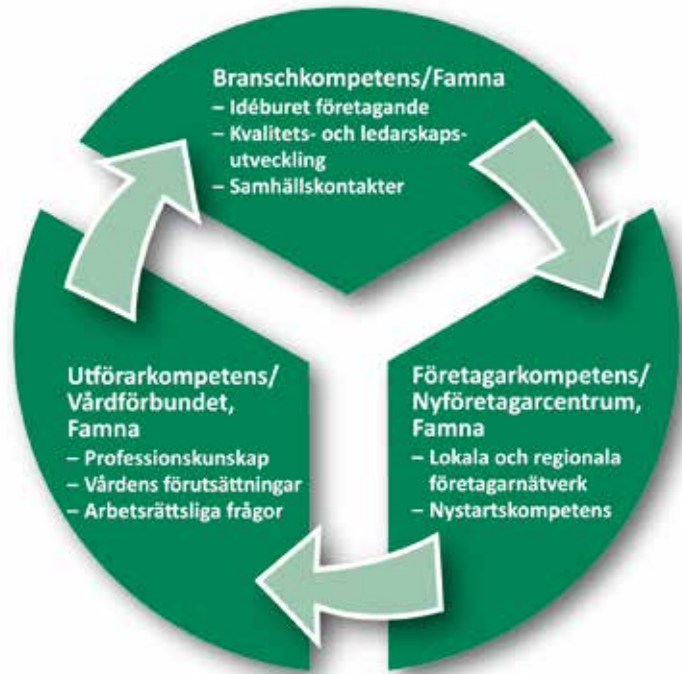 Branschkompetens/Famna
– Idéburet företagande
– Kvalitets- och ledarskaps-
utveckling
– Samhällskontakter
Företagarkompetens/
Nyföretagarcentrum,
Famna
– Lokala och regionala
företagarnätverk
– Nystartskompetens
Utförarkompetens/
Vårdförbundet,
Famna
– Professionskunskap
– Vårdens förutsättningar
– Arbetsrättsliga frågor